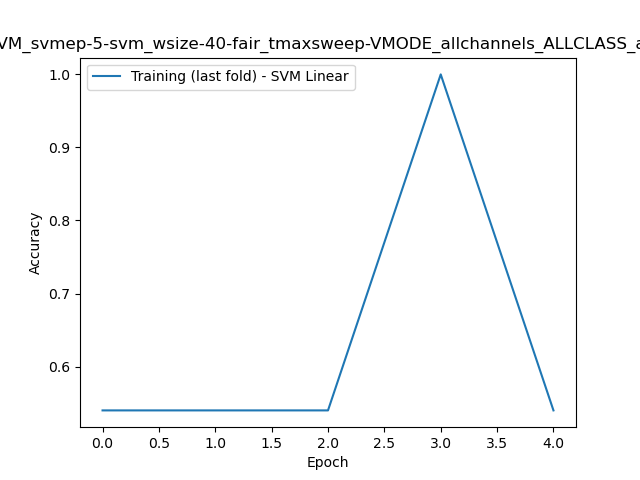 VM_svmep-5-svm_wsize-40-fair_tmaxsweep-VMODE_allchannels_ALLCLASS_a
Training (last fold) - SVM Linear
1.0
0.9
0.8
0.7
0.6
Accuracy
0.0 0.5 1.0 1.5 2.0 2.5 3.0 3.5 4.0
Epoch